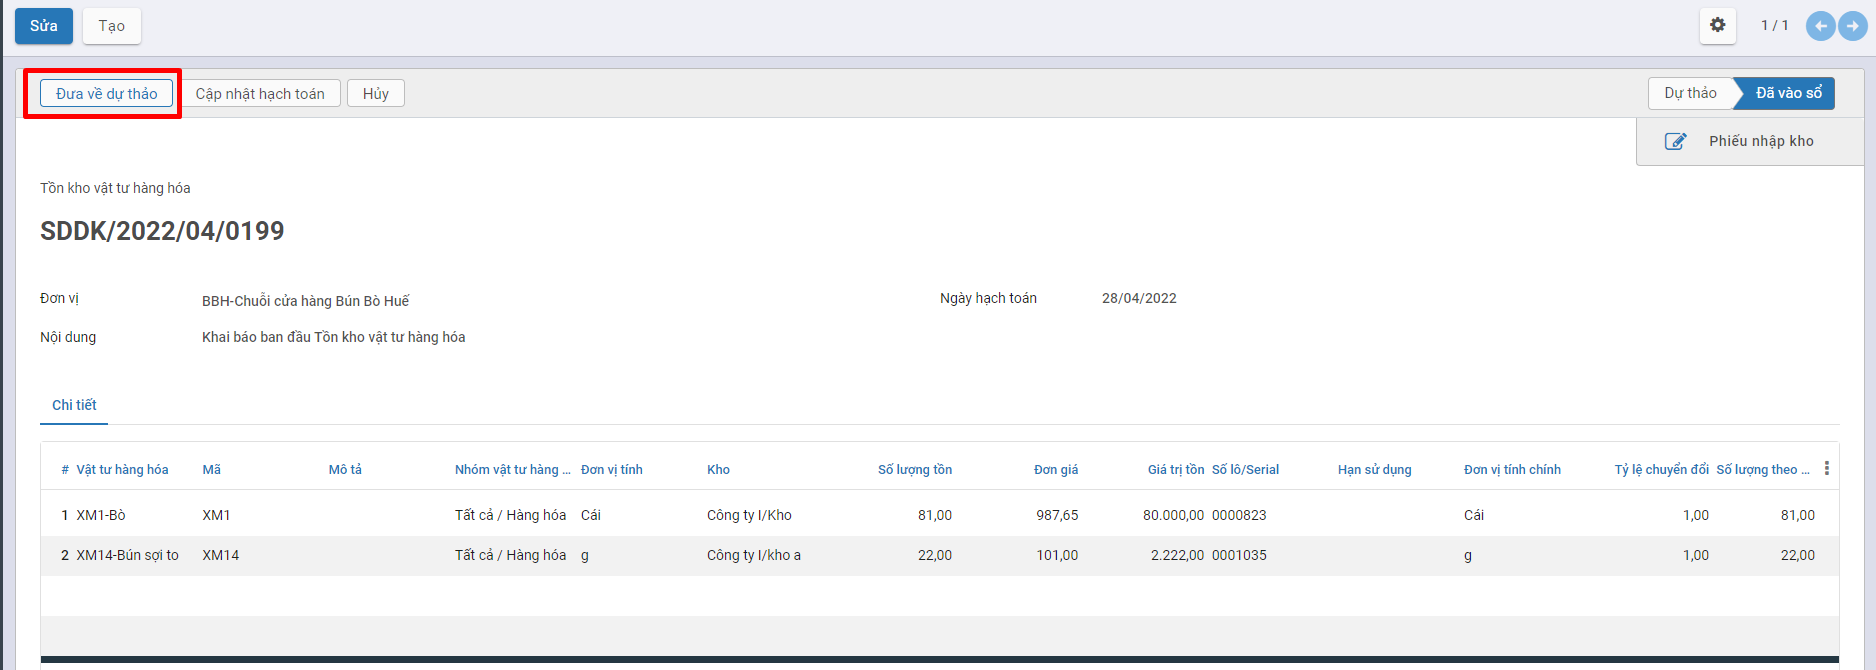 Sửa Tạo 1 / 1
Đưa về dự thảo Cập nhật hạch toán Hủy Dự thảo Đã vào sổ
Phiếu nhập kho
Tồn kho vật tư hàng hóa
SDDK/2022/04/0199
Đơn vị BBH-Chuỗi cửa hàng Bún Bò Huế Ngày hạch toán 28/04/2022
Nội dung Khai báo ban đầu Tồn kho vật tư hàng hóa
Chi tiết
# Vật tư hàng hóa Mã Mô tả Nhóm vật tư hàng ... Đơn vị tính Kho Số lượng tồn Đơn giá Giá trị tồn Số lô/Serial Hạn sử dụng Đơn vị tính chính Tỷ lệ chuyển đổi Số lượng theo ...
1 XM1-Bò XM1 Tất cả / Hàng hóa Cái Công ty I/Kho 81,00 987,65 80.000,00 0000823 Cái 1,00 81,00
2 XM14-Bún sợi to XM14 Tất cả / Hàng hóa g Công ty I/kho a 22,00 101,00 2.222,00 0001035 g 1,00 22,00